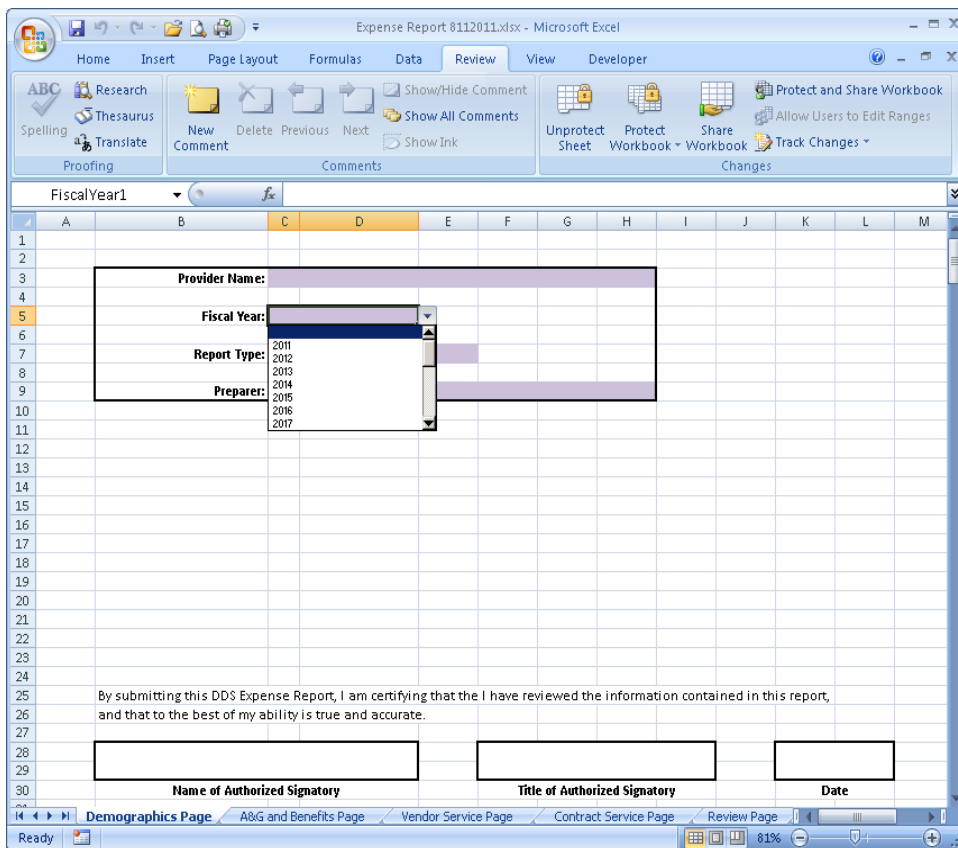 Expense Report 8112011.xlsx - Microsoft Excel
Home Insert Page Layout Formulas Data Review View Developer
ABC Research Show/Hide Comment Protect and Share Workbook
Thesaurus Show All Comments Allow Users to Edit Ranges
Spelling Translate New Comment Delete Previous Next Show Ink Unprotect Sheet Protect Workbook Share Workbook Track Changes
Proofing Comments Changes
FiscalYear1 fx
A B C D E F G H I J K L M
1
2
3 Provider Name:
4
5 Fiscal Year:
6
2011
7 Report Type: 2012
8 2013
2014
9 Preparer: 2015
10 2016
11 2017
12
13
14
15
16
17
18
19
20
21
22
23
24
25 By submitting this DDS Expense Report, I am certifying that the I have reviewed the information contained in this report,
26 and that to the best of my ability is true and accurate.
27
28
29
30 Name of Authorized Signatory Title of Authorized Signatory Date
Demographics Page A&G and Benefits Page Vendor Service Page Contract Service Page Review Page
Ready 81%